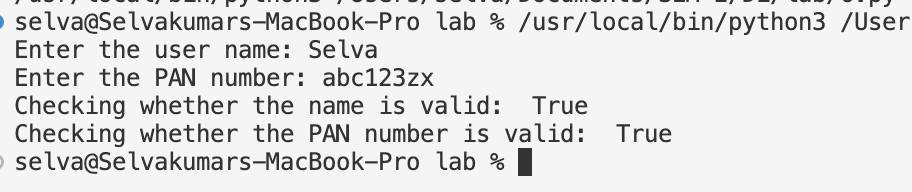 selva@Selvakumars-MacBook-Pro lab % /usr/local/bin/python3 /User
Enter the user name: Selva
Enter the PAN number: abc123zx
Checking whether the name is valid:  True
Checking whether the PAN number is valid:  True
selva@Selvakumars-MacBook-Pro lab %